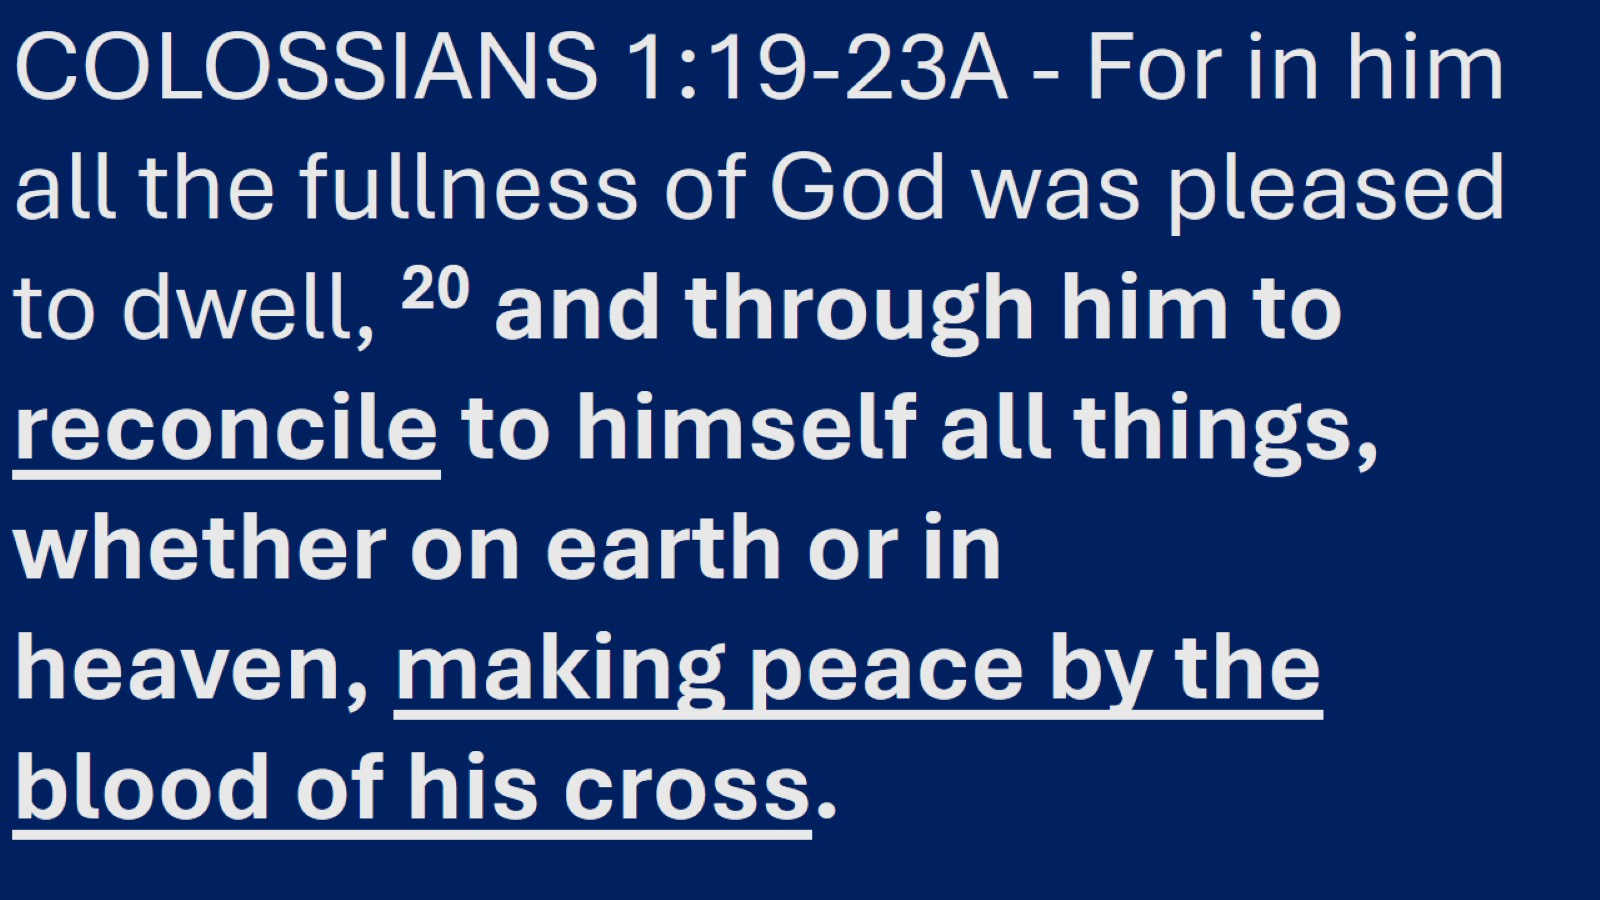 COLOSSIANS 1:19-23A - For in him
all the fullness of God was pleased
to dwell, 20 and through him to
reconcile to himself all things,
whether on earth or in
heaven, making peace by the
blood of his cross.